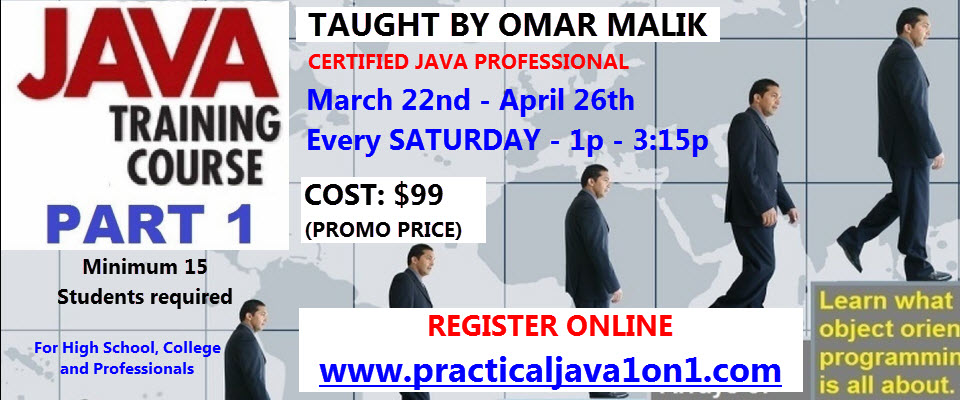 JAVA
TRAINING
COURSE
PART 1
Minimum 15
Students required
For High School, College
and Professionals
TAUGHT BY OMAR MALIK
CERTIFIED JAVA PROFESSIONAL
March 22nd - April 26th
Every SATURDAY - 1p - 3:15p
COST: $99
(PROMO PRICE)
REGISTER ONLINE
www.practicaljava1on1.com
Learn what
object orien
programmin
is all about.